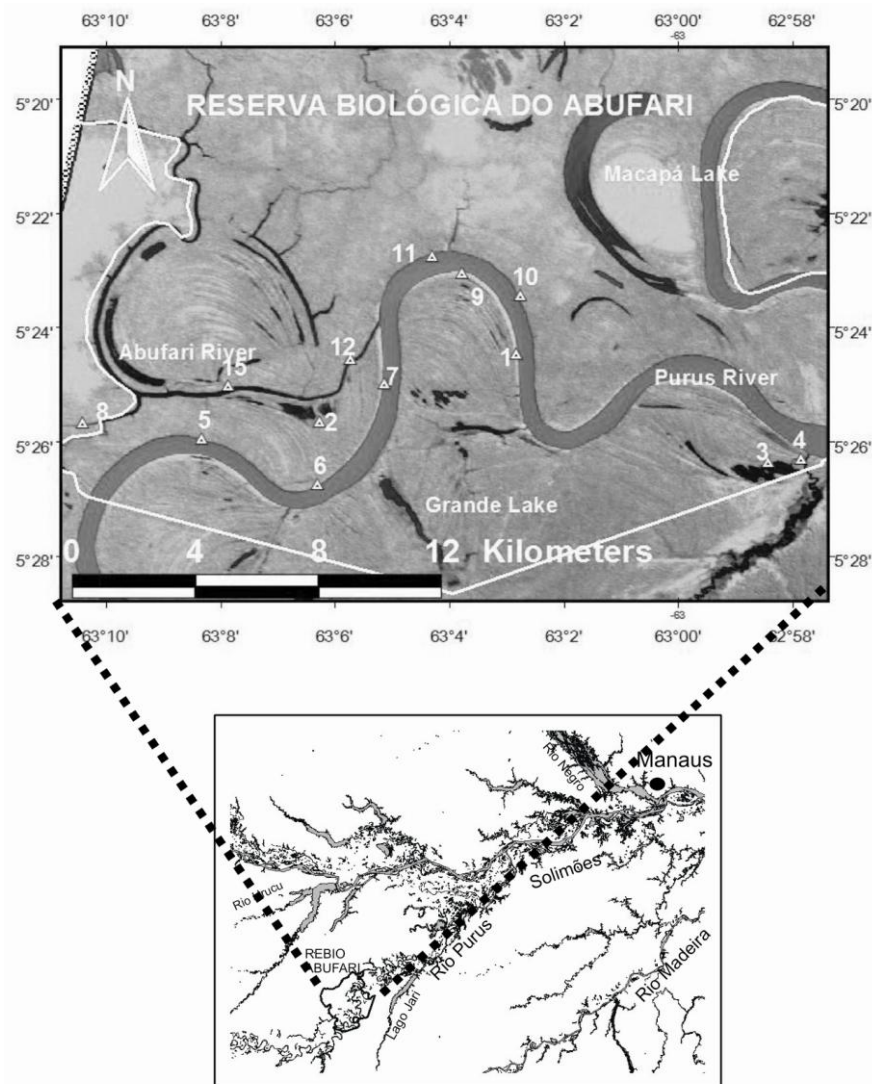 63°10' 63°8' 63°6' 63°4' 63°2' 63°00' 62°58'
-63
5°20' 5°20'
N
RESERVA BIOLÓGICA DO ABUFARI
Macapá Lake
5°22' 5°22'
11
10
9
5°24' 5°24'
Abufari River
12
1
15
7
Purus River
8
5
2
5°26' 5°26'
3
4
6
Grande Lake
0 4 8 12 Kilometers
5°28' 5°28'
-63
63°10' 63°8' 63°6' 63°4' 63°2' 63°00' 62°58'
Rio Negro
Manaus
Solimões
Rio Purus
REBIO
ABUFARI
Lago Jari
Rio Madeira